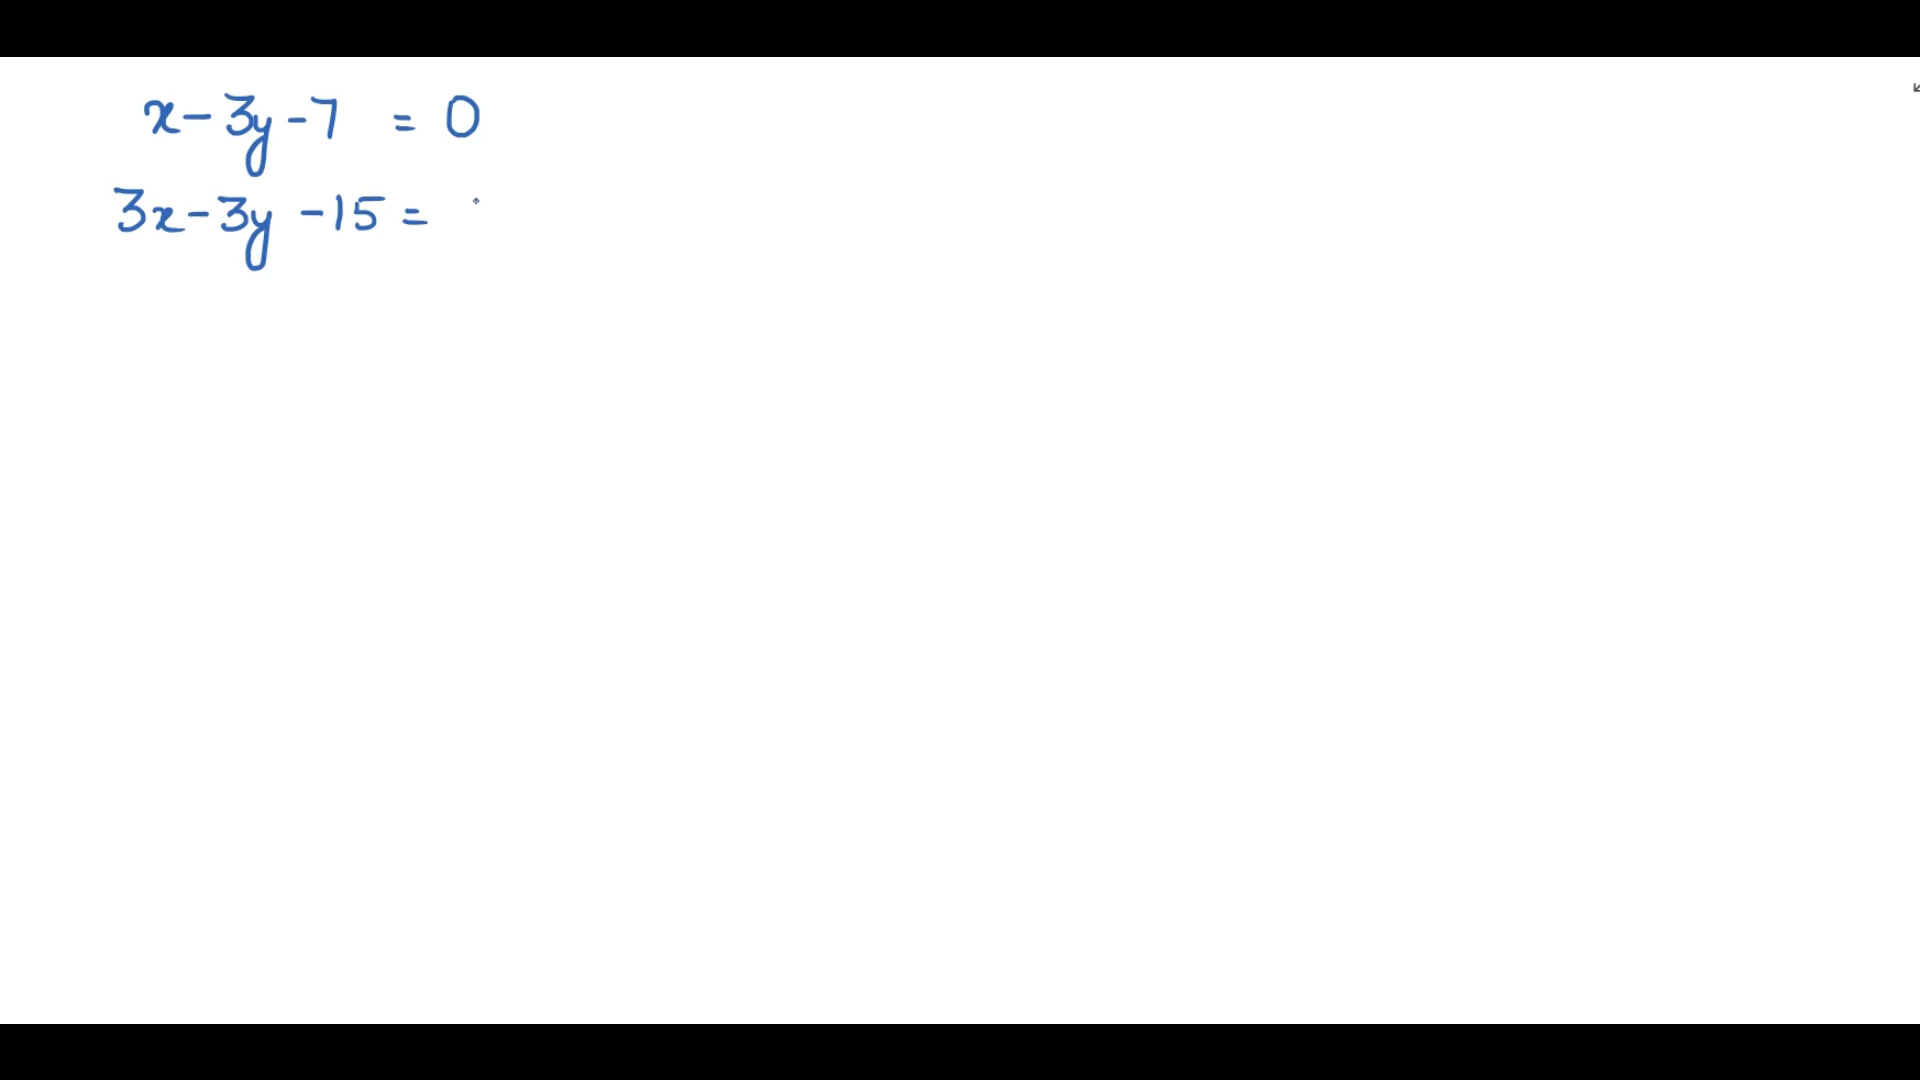 x - 3y - 7 = 0
3x - 3y - 15 =